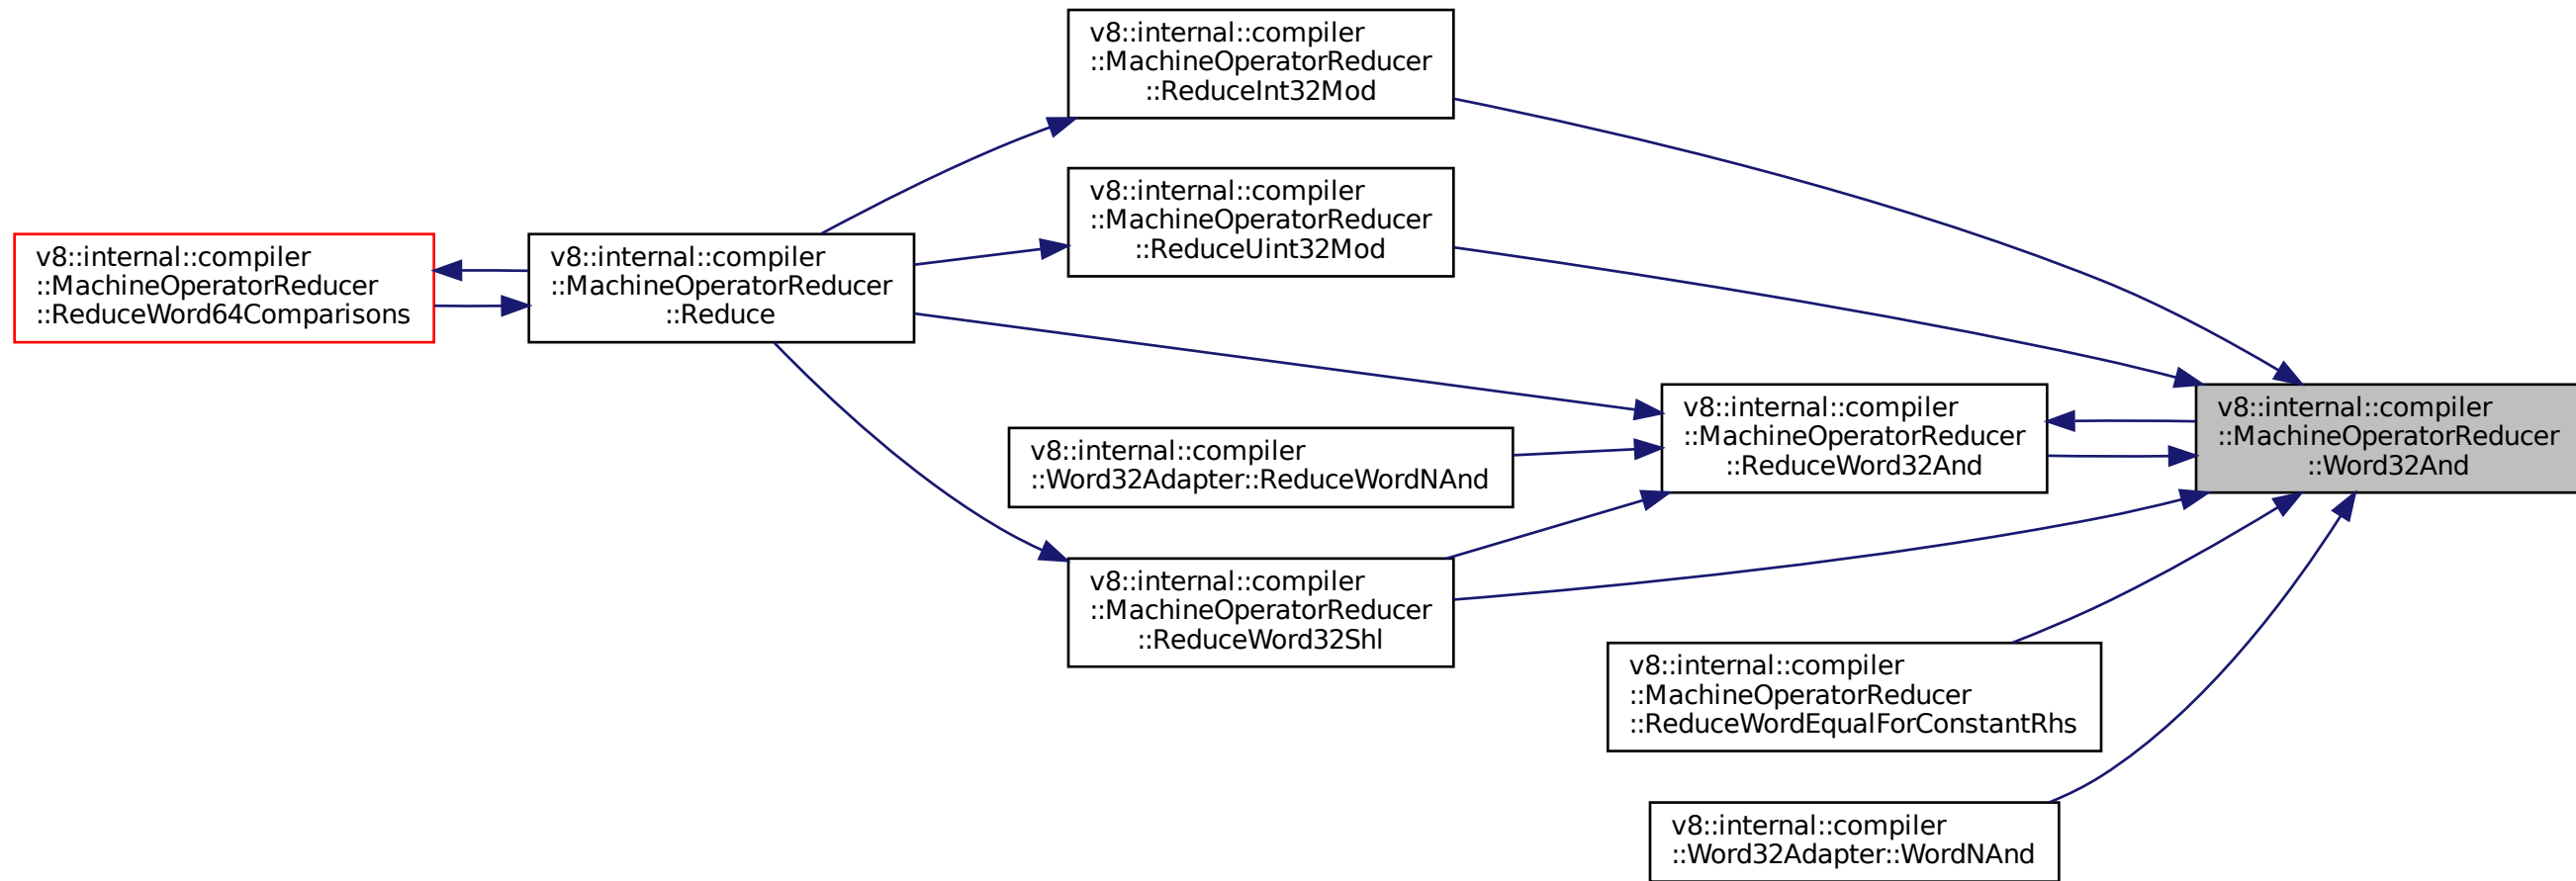 v8::internal::compiler
::MachineOperatorReducer
::ReduceInt32Mod
v8::internal::compiler
::MachineOperatorReducer
::ReduceUint32Mod
v8::internal::compiler
::MachineOperatorReducer
::ReduceWord64Comparisons
v8::internal::compiler
::MachineOperatorReducer
::Reduce
v8::internal::compiler
::MachineOperatorReducer
::ReduceWord32And
v8::internal::compiler
::MachineOperatorReducer
::Word32And
v8::internal::compiler
::Word32Adapter::ReduceWordNAnd
v8::internal::compiler
::MachineOperatorReducer
::ReduceWord32Shl
v8::internal::compiler
::MachineOperatorReducer
::ReduceWordEqualForConstantRhs
v8::internal::compiler
::Word32Adapter::WordNAnd